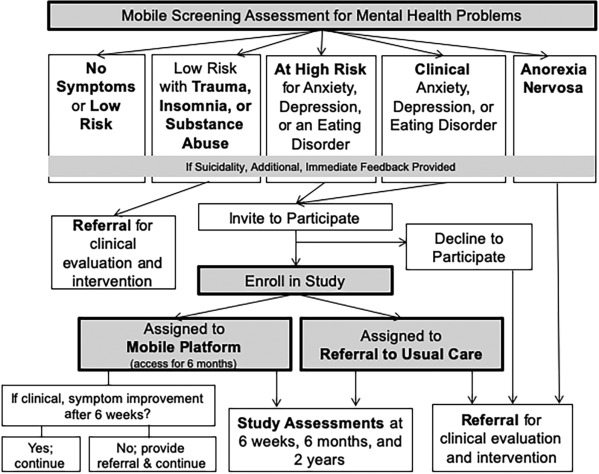 Mobile Screening Assessment for Mental Health Problems
No
Symptoms
or Low
Risk
Low Risk
with Trauma,
Insomnia, or
Substance
Abuse
At High Risk
for Anxiety,
Depression,
or an Eating
Disorder
Clinical
Anxiety,
Depression, or
Eating Disorder
Anorexia
Nervosa
If Suicidality, Additional, Immediate Feedback Provided
Referral for
clinical
evaluation and
intervention
Invite to Participate
Decline to
Participate
Enroll in Study
Assigned to
Mobile Platform
(access for 6 months)
Assigned to
Referral to Usual Care
If clinical, symptom improvement
after 6 weeks?
Yes;
continue
No; provide
referral & continue
Study Assessments at
6 weeks, 6 months, and
2 years
Referral for
clinical evaluation
and intervention